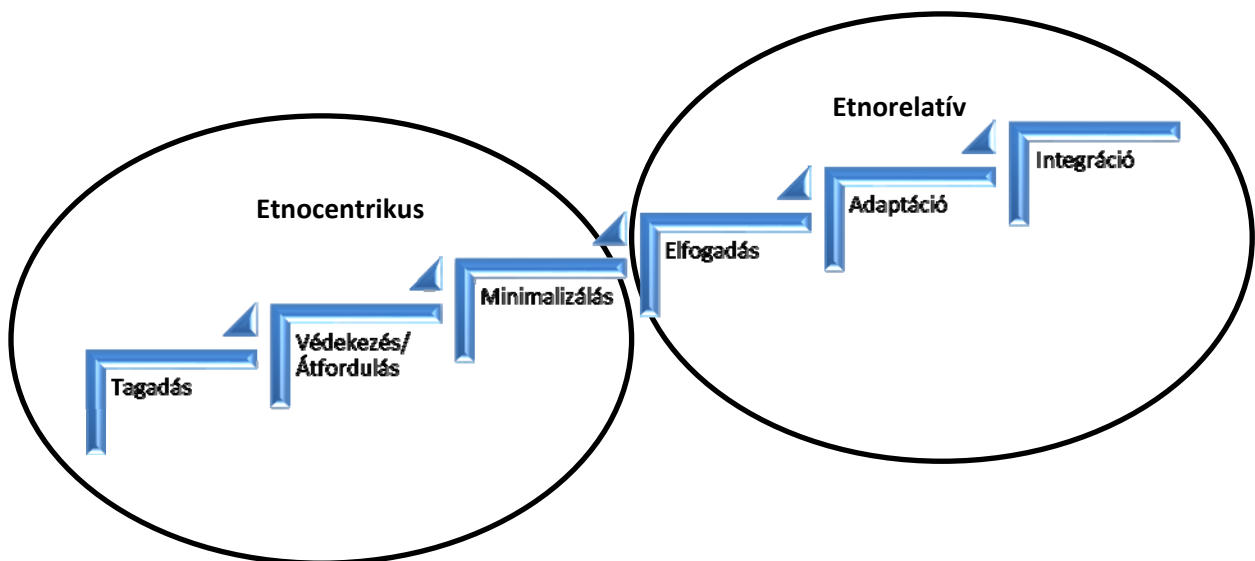 Etnocentrikus
Tagadás
Védekezés/
Átfordulás
Minimalizálás
Etnorelatív
Elfogadás
Adaptáció
Integráció